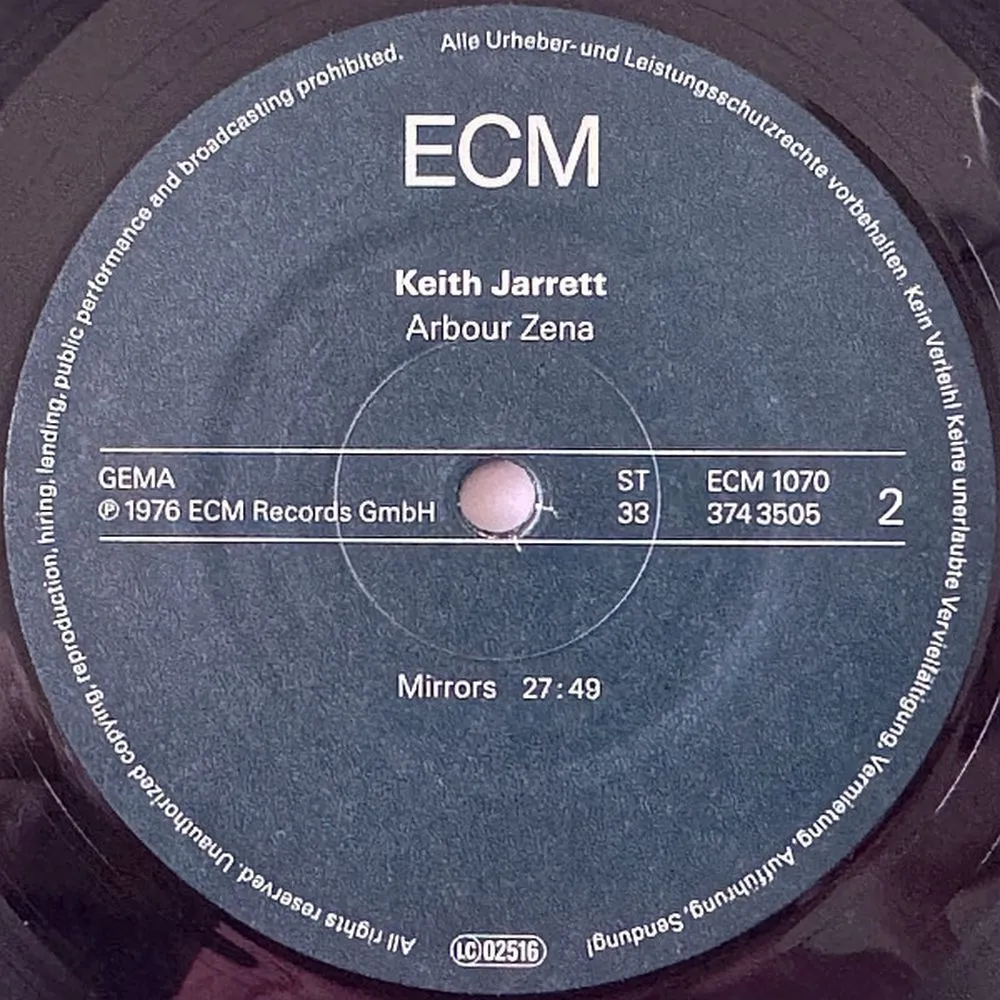 Alle Urheber- und Leistungsschutzrechte vorbehalten. Kein Verleih! Keine unerlaubte Vervielfältigung, Vermietung, Aufführung, Sendung!
ECM
Keith Jarrett
Arbour Zena
GEMA
℗ 1976 ECM Records GmbH
ST
33
ECM 1070
374 3505
2
Mirrors 27:49
All rights reserved. Unauthorized copying, reproduction, hiring, lending, public performance and broadcasting prohibited.
LC 02516